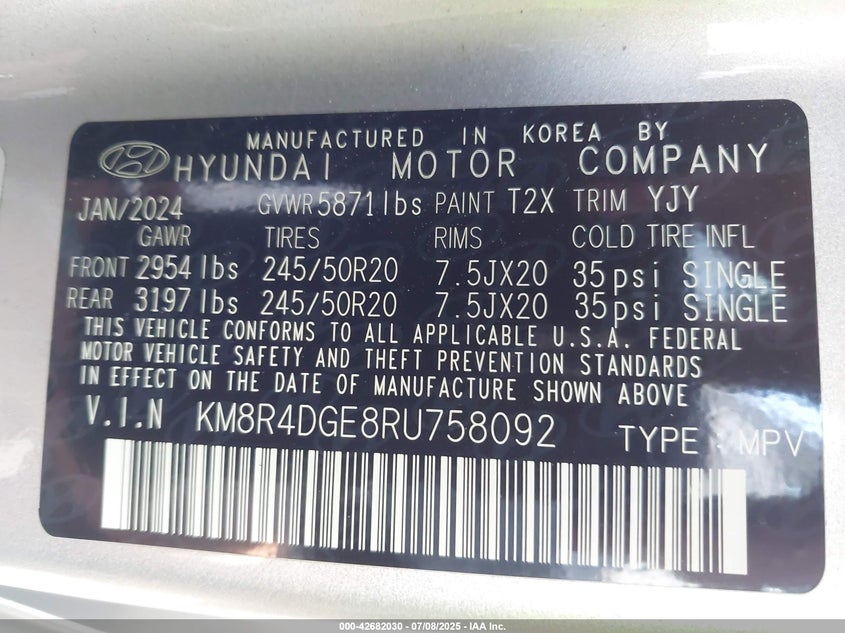 MANUFACTURED IN KOREA BY
HYUNDAI MOTOR COMPANY
JAN/2024 GVWR 5871lbs PAINT T2X TRIM YJY
GAWR TIRES RIMS COLD TIRE INFL
FRONT 2954 lbs 245/50R20 7.5JX20 35psi SINGLE
REAR 3197 lbs 245/50R20 7.5JX20 35psi SINGLE
THIS VEHICLE CONFORMS TO ALL APPLICABLE U.S.A. FEDERAL
MOTOR VEHICLE SAFETY AND THEFT PREVENTION STANDARDS
IN EFFECT ON THE DATE OF MANUFACTURE SHOWN ABOVE
V.I.N KM8R4DGE8RU758092 TYPE : MPV
000-42682030 - 07/08/2025 - IAA Inc.